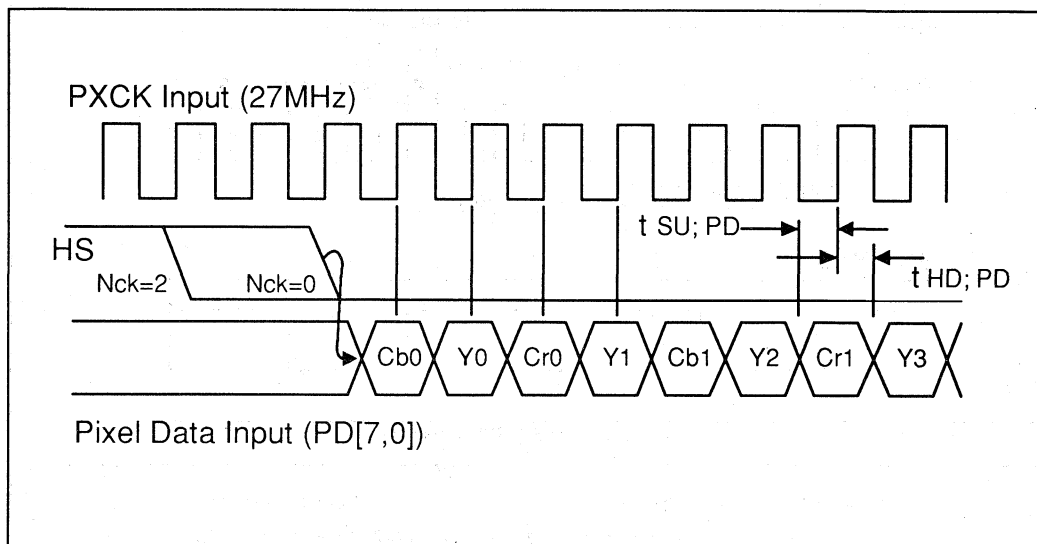 PXCK Input (27MHz)
HS
Nck=2
Nck=0
t SU; PD
t HD; PD
Cb0 Y0 Cr0 Y1 Cb1 Y2 Cr1 Y3
Pixel Data Input (PD[7,0])